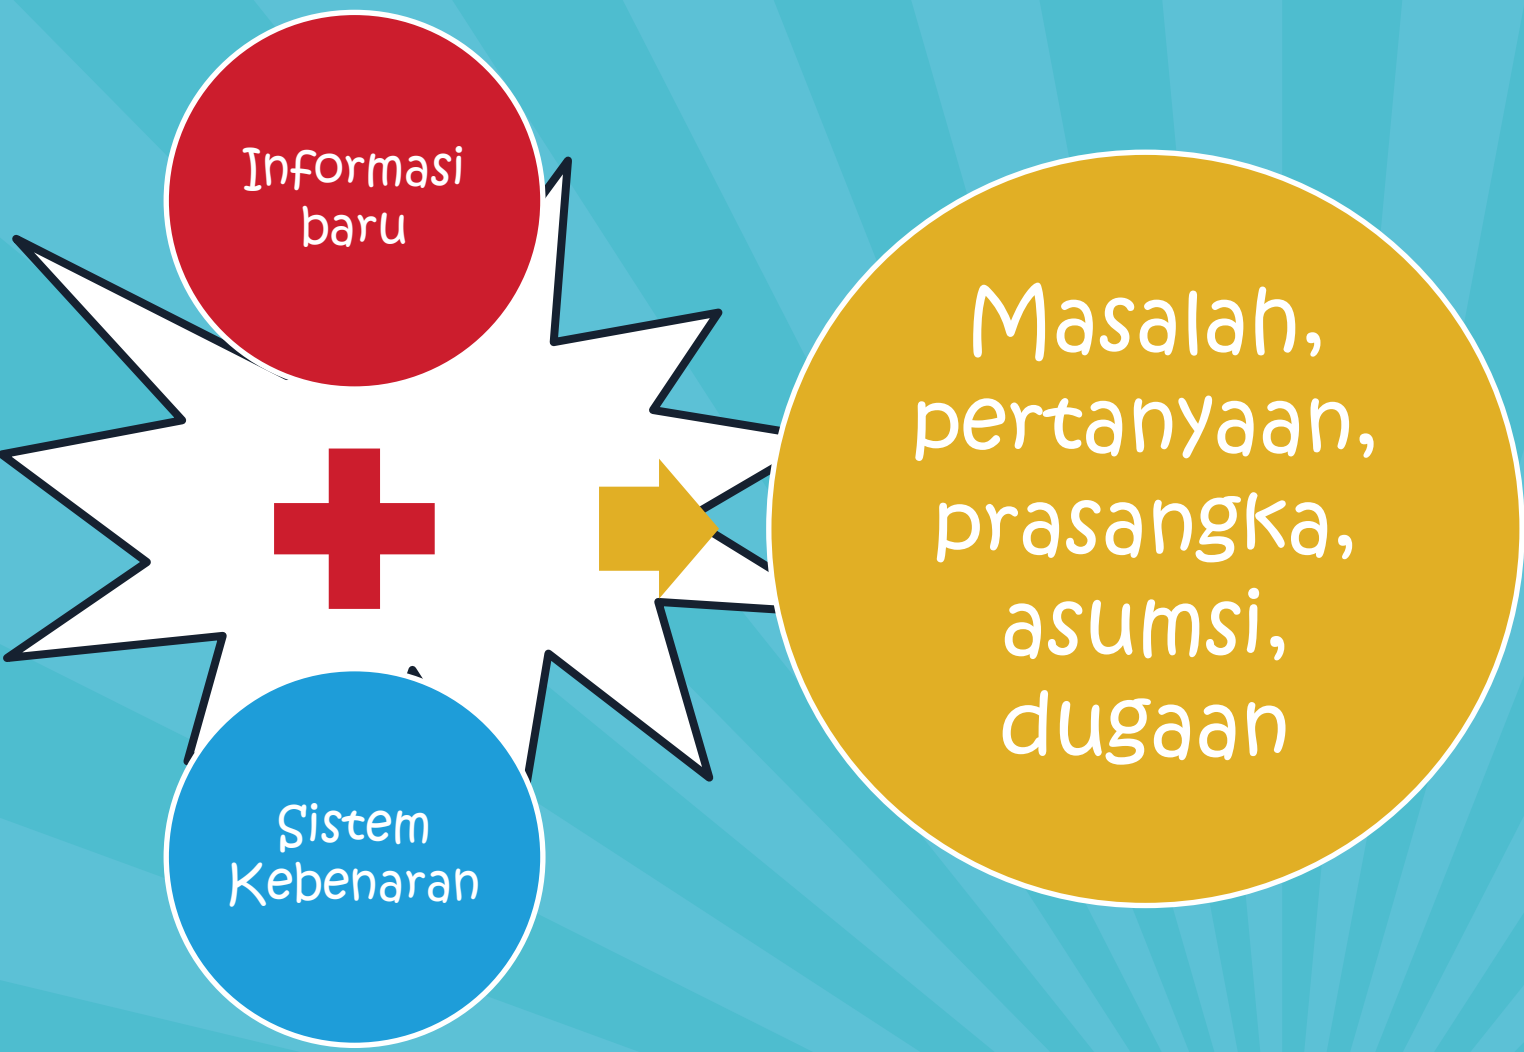 Informasi
baru
Sistem
Kebenaran
Masalah,
pertanyaan,
prasangka,
asumsi,
dugaan